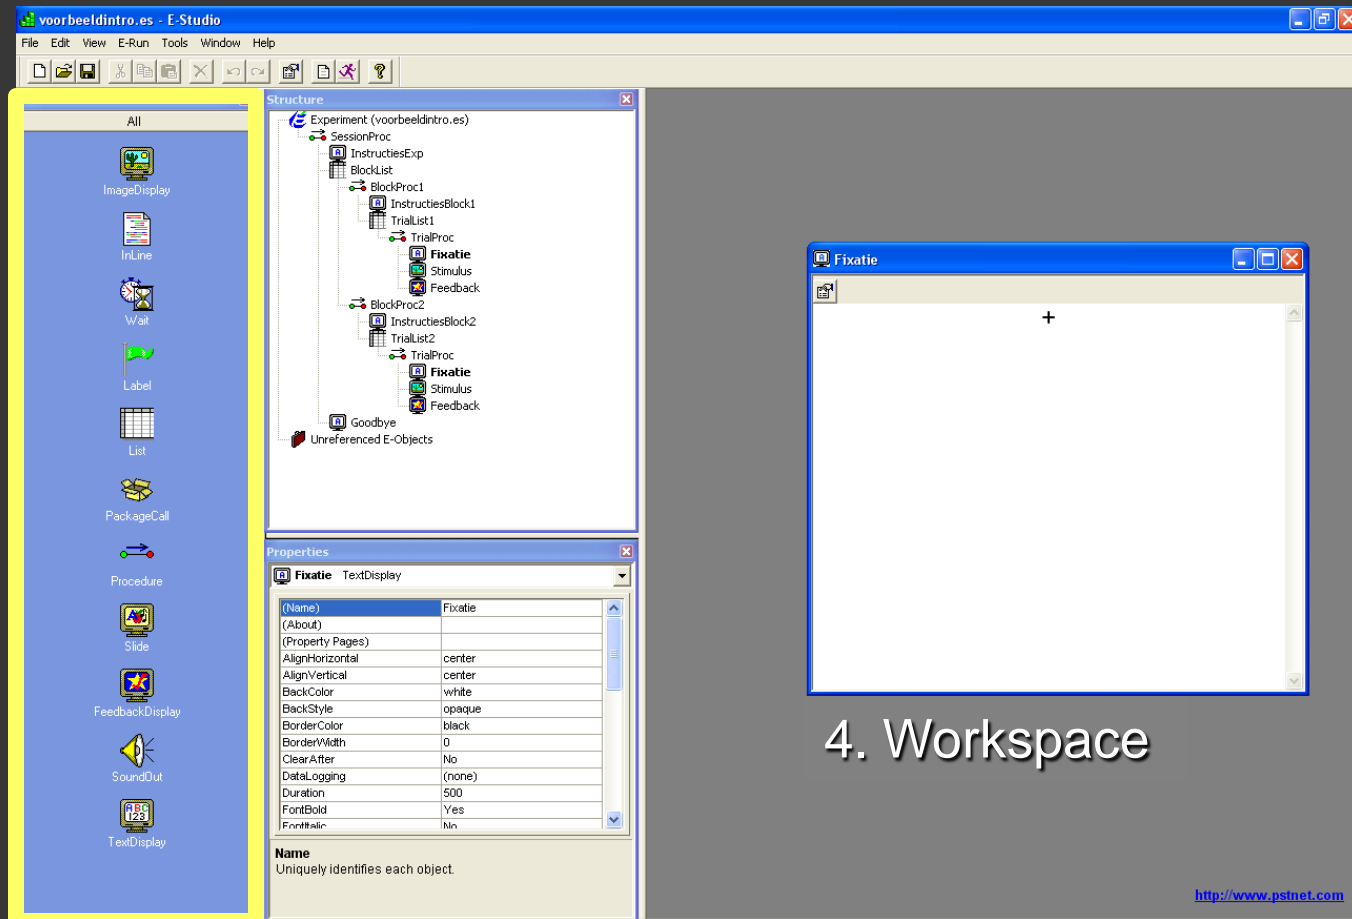 voorbeeldintro.es - E-Studio
File Edit View E-Run Tools Window Help
All
ImageDisplay
InLine
Wait
Label
List
PackageCall
Procedure
Slide
FeedbackDisplay
SoundOut
TextDisplay
Structure
Experiment (voorbeeldintro.es)
SessionProc
InstructiesExp
BlockList
BlockProc1
InstructiesBlock1
TrialList1
TrialProc
Fixatie
Stimulus
Feedback
BlockProc2
InstructiesBlock2
TrialList2
TrialProc
Fixatie
Stimulus
Feedback
Goodbye
Unreferenced E-Objects
Properties
Fixatie TextDisplay
(Name) Fixatie
(About)
(Property Pages)
AlignHorizontal center
AlignVertical center
BackColor white
BackStyle opaque
BorderColor black
BorderWidth 0
ClearAfter No
DataLogging (none)
Duration 500
FontBold Yes
FontItalic No
Name
Uniquely identifies each object.
Fixatie
+
4. Workspace
http://www.pstnet.com